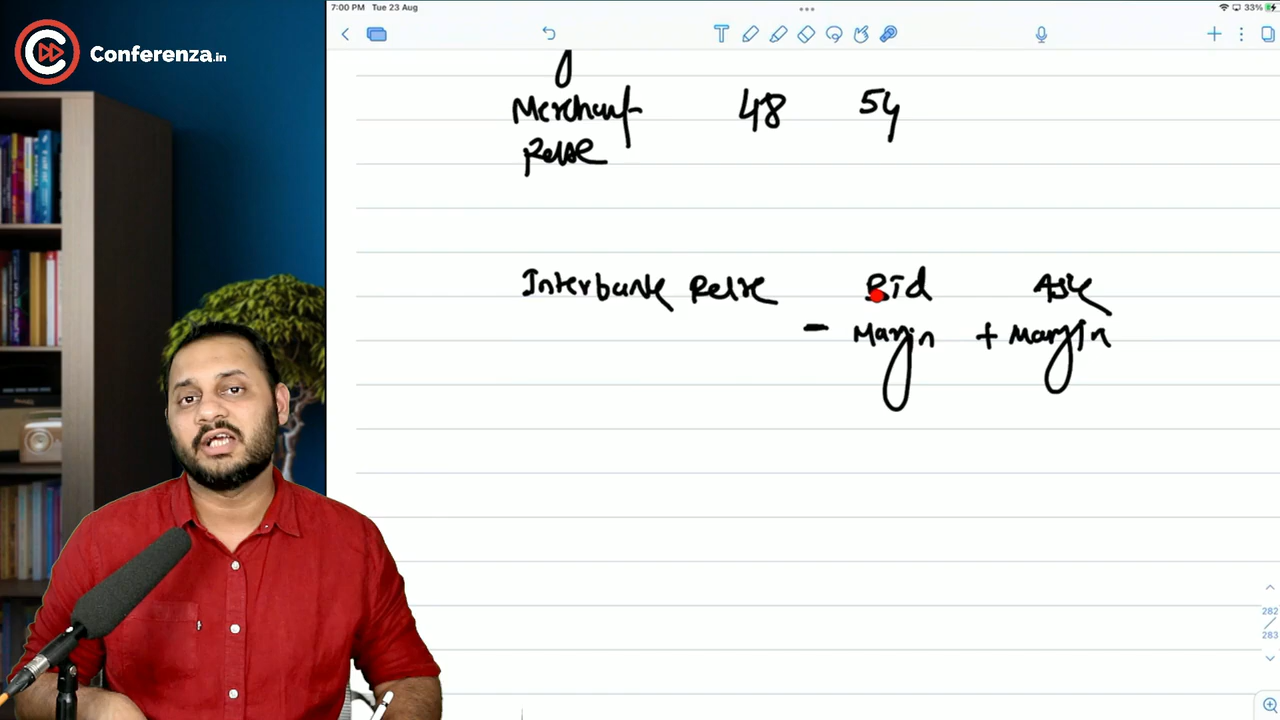 7:00 PM Tue 23 Aug
33%
Conferenza.in
Merchant 48 54
Rate
Interbank Rate Bid Ask
- Margin + Margin
282
283